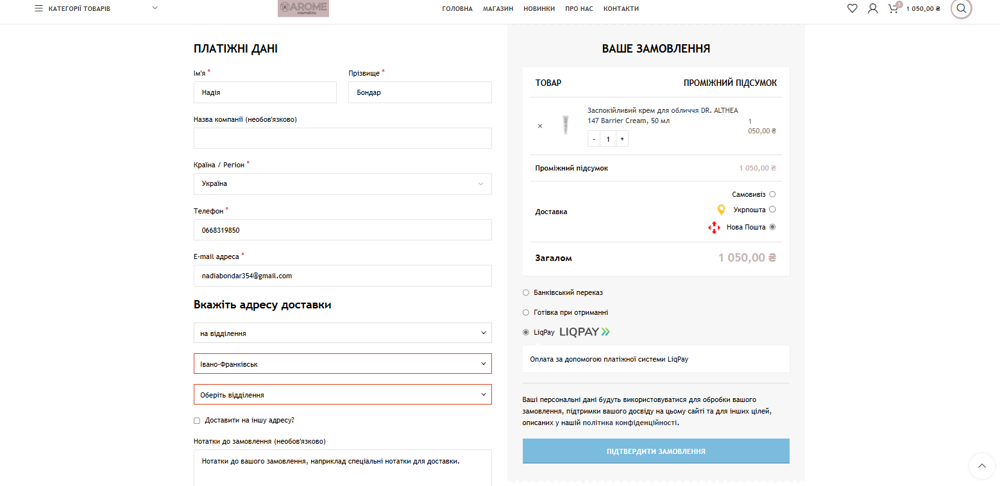 КАТЕГОРІЇ ТОВАРІВ
AROME
cosmetics
ГОЛОВНА МАГАЗИН НОВИНКИ ПРО НАС КОНТАКТИ
1
1 050,00 ₴
ПЛАТІЖНІ ДАНІ
Ім'я *
Прізвище *
Надія
Бондар
Назва компанії (необов'язково)
Країна / Регіон *
Україна
Телефон *
0668319850
E-mail адреса *
nadiabondar354@gmail.com
Вкажіть адресу доставки
на відділення
Івано-Франківськ
Оберіть відділення
Доставити на іншу адресу?
Нотатки до замовлення (необов'язково)
Нотатки до вашого замовлення, наприклад спеціальні нотатки для доставки.
ВАШЕ ЗАМОВЛЕННЯ
ТОВАР
ПРОМІЖНИЙ ПІДСУМОК
×
Заспокійливий крем для обличчя DR. ALTHEA
147 Barrier Cream, 50 мл
- 1 +
1
050,00 ₴
Проміжний підсумок
1 050,00 ₴
Доставка
Самовивіз
Укрпошта
Нова Пошта
Загалом
1 050,00 ₴
Банківський переказ
Готівка при отриманні
LiqPay LIQPAY
Оплата за допомогою платіжної системи LiqPay
Ваші персональні дані будуть використовуватися для обробки вашого
замовлення, підтримки вашого досвіду на цьому сайті та для інших цілей,
описаних у нашій політика конфіденційності.
ПІДТВЕРДИТИ ЗАМОВЛЕННЯ